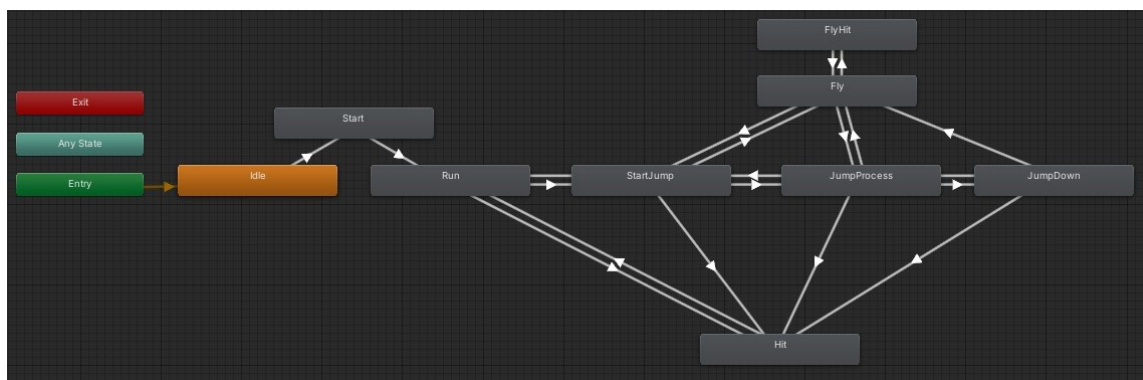 FlyHit
Fly
Exit
Start
Any State
Entry
Idle
Run
StartJump
JumpProcess
JumpDown
Hit